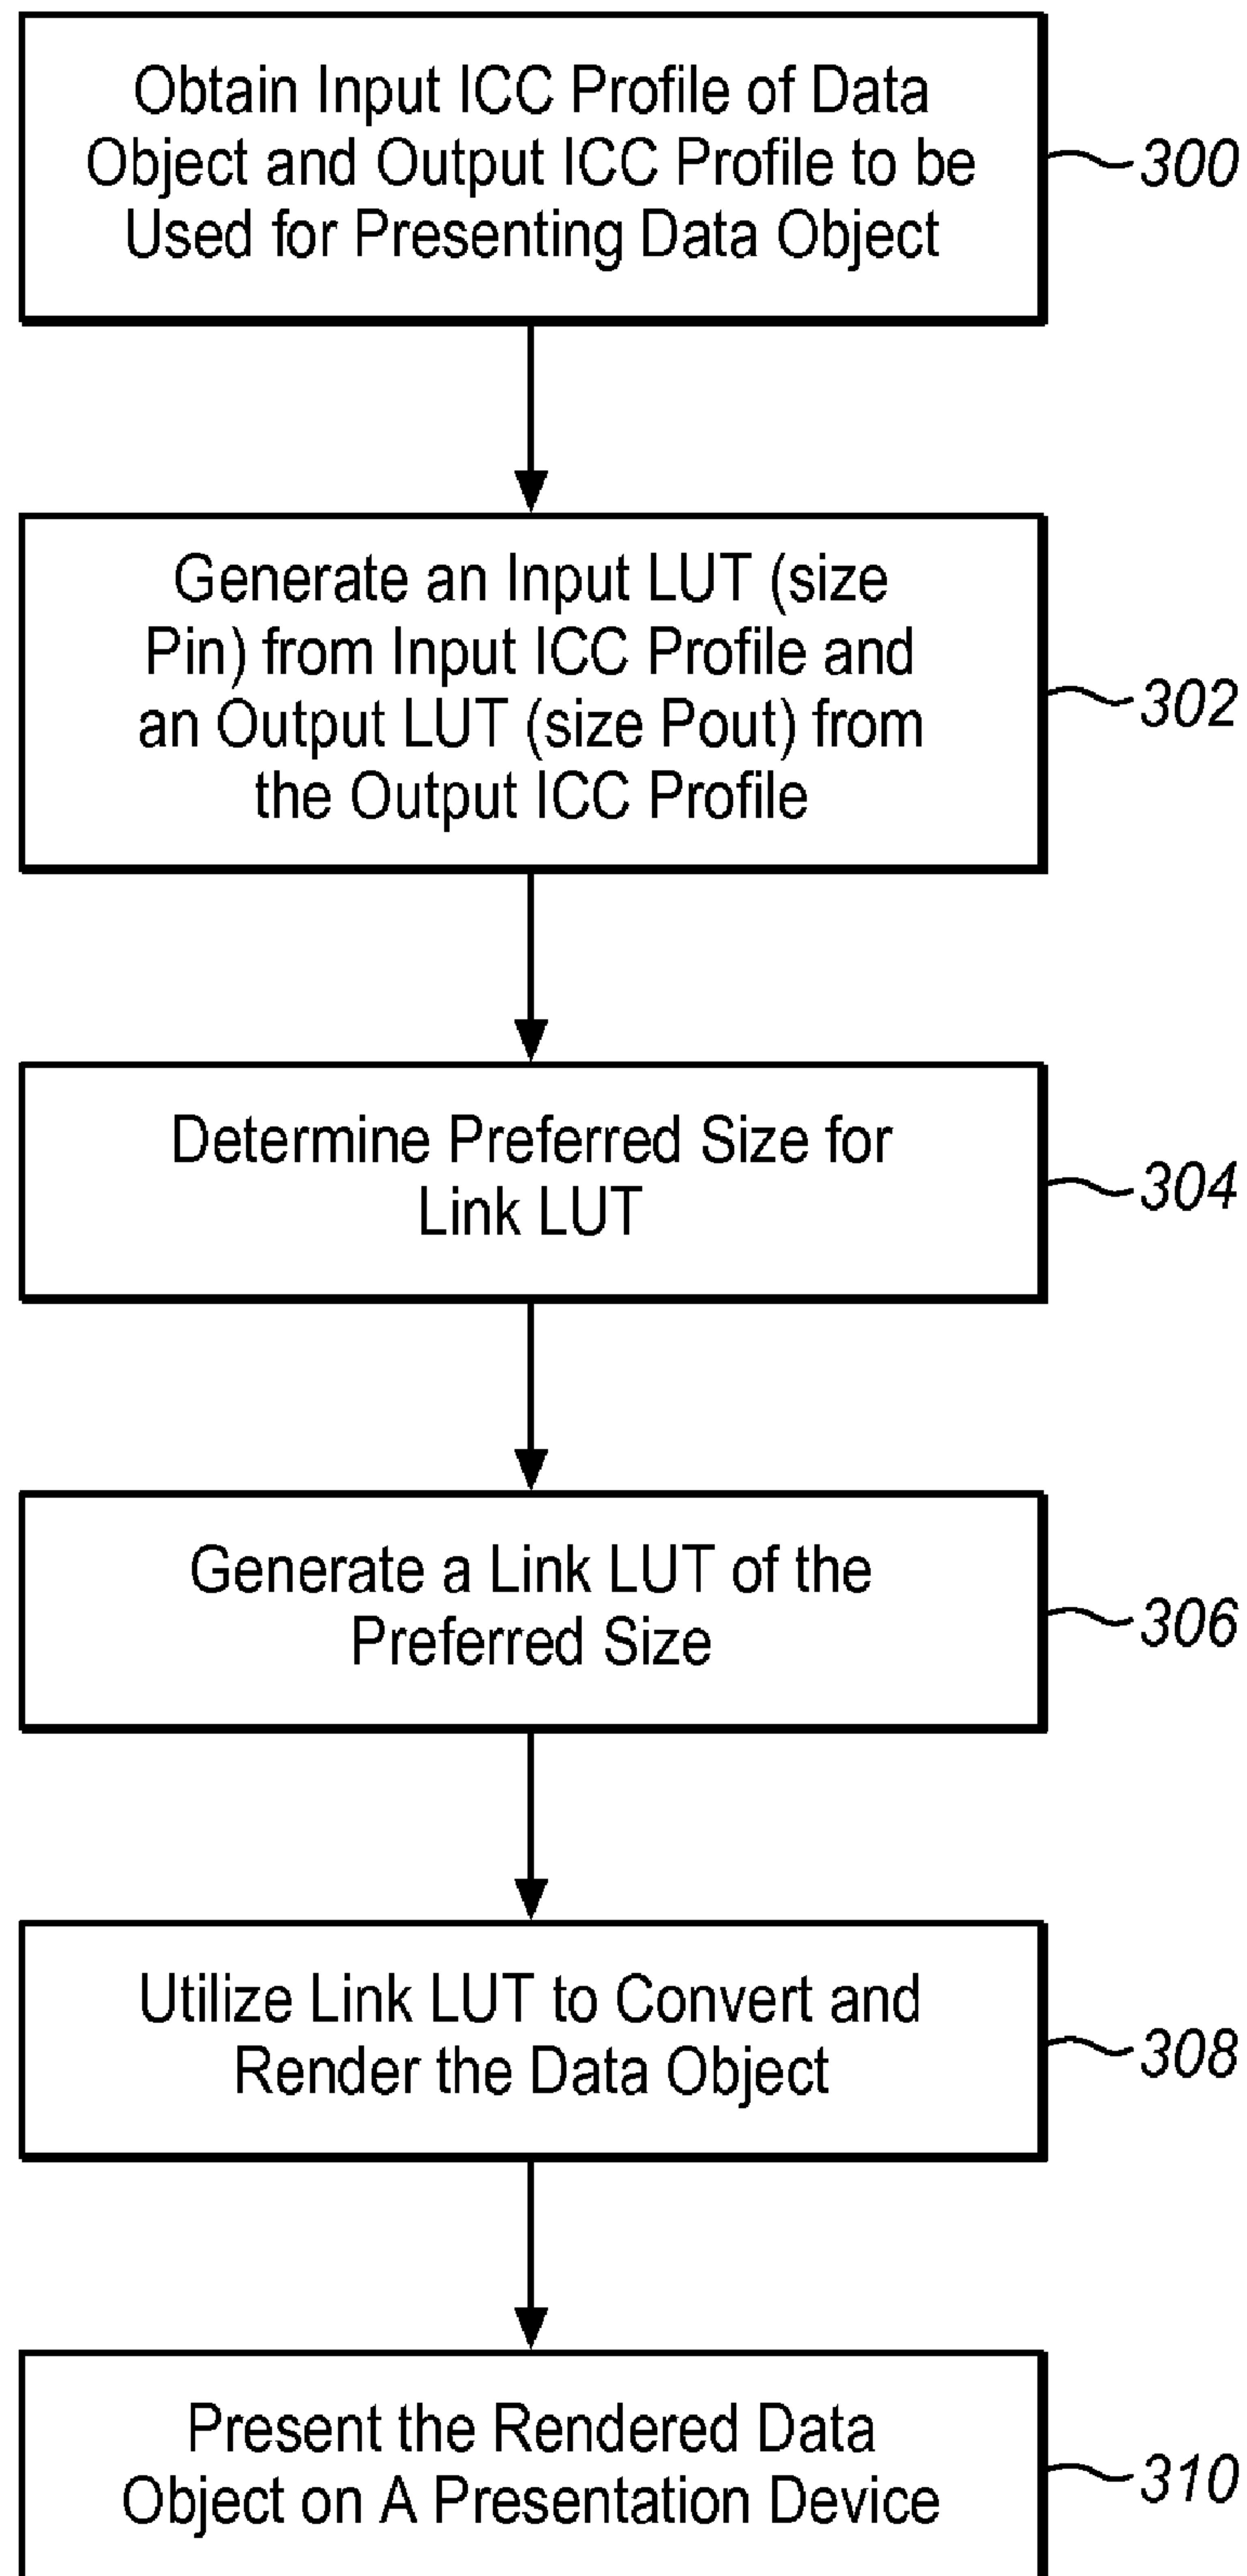 Obtain Input ICC Profile of Data
Object and Output ICC Profile to be
Used for Presenting Data Object
300
Generate an Input LUT (size
Pin) from Input ICC Profile and
an Output LUT (size Pout) from
the Output ICC Profile
302
Determine Preferred Size for
Link LUT
304
Generate a Link LUT of the
Preferred Size
306
Utilize Link LUT to Convert and
Render the Data Object
308
Present the Rendered Data
Object on A Presentation Device
310